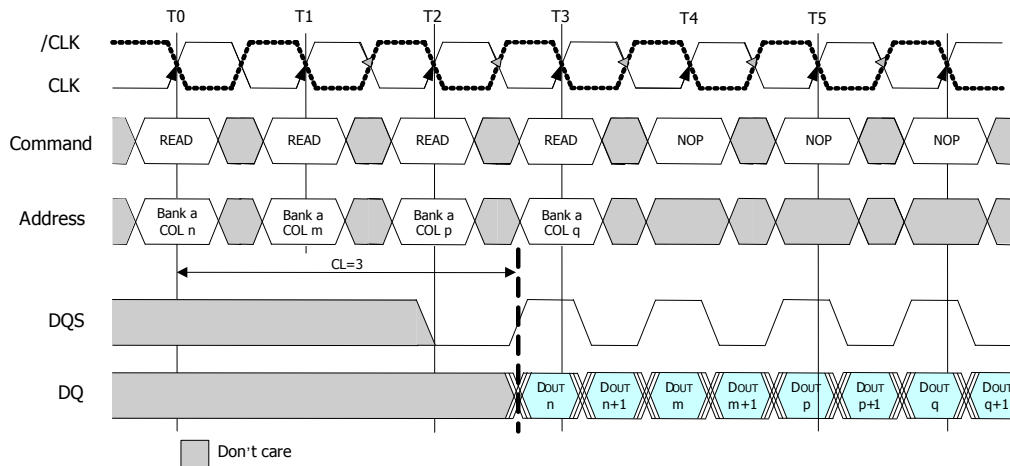 T0 T1 T2 T3 T4 T5
/CLK
CLK
Command READ READ READ READ NOP NOP NOP
Address Bank a COL n Bank a COL m Bank a COL p Bank a COL q
CL=3
DQS
DQ DOUT n DOUT n+1 DOUT m DOUT m+1 DOUT p DOUT p+1 DOUT q DOUT q+1
Don't care